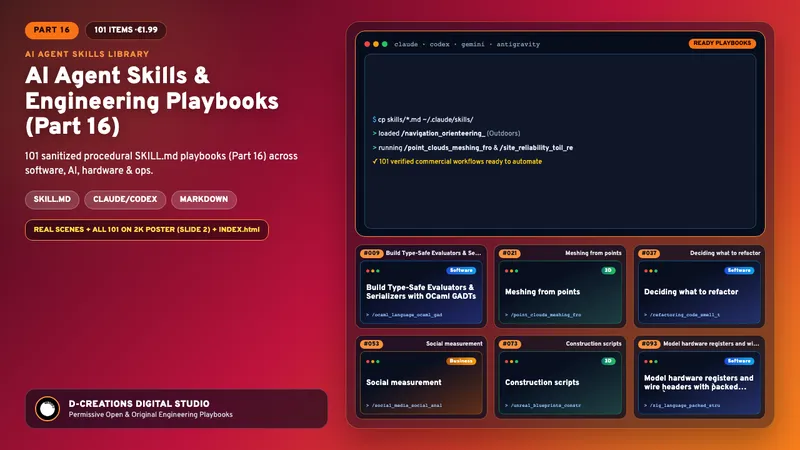 PART 16
101 ITEMS · €1.99
AI AGENT SKILLS LIBRARY
AI Agent Skills &
Engineering Playbooks
(Part 16)
101 sanitized procedural SKILL.md playbooks (Part 16) across
software, AI, hardware & ops.
SKILL.MD
CLAUDE/CODEX
MARKDOWN
REAL SCENES + ALL 101 ON 2K POSTER (SLIDE 2) + INDEX.html
D-CREATIONS DIGITAL STUDIO
Permissive Open & Original Engineering Playbooks
claude · codex · gemini · antigravity
READY PLAYBOOKS
$ cp skills/*.md ~/.claude/skills/
> loaded /navigation_orienteering_ (Outdoors)
> running /point_clouds_meshing_fro & /site_reliability_toil_re
✓ 101 verified commercial workflows ready to automate
#009
Build Type-Safe Evaluators & Se...
Software
Build Type-Safe Evaluators &
Serializers with OCaml GADTs
> /ocaml_language_ocaml_gad
#021
Meshing from points
3D
Meshing from points
> /point_clouds_meshing_fro
#037
Deciding what to refactor
Software
Deciding what to refactor
> /refactoring_code_smell_t
#053
Social measurement
Business
Social measurement
> /social_media_social_anal
#073
Construction scripts
3D
Construction scripts
> /unreal_blueprints_constr
#093
Model hardware registers and wi...
Software
Model hardware registers and
wire headers with packed...
> /zig_language_packed_stru